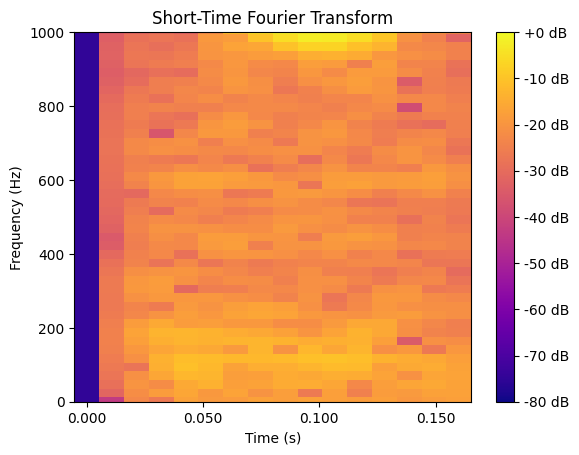 Short-Time Fourier Transform
Frequency (Hz)
1000
800
600
400
200
0
0.000
0.050
0.100
0.150
Time (s)
+0 dB
-10 dB
-20 dB
-30 dB
-40 dB
-50 dB
-60 dB
-70 dB
-80 dB